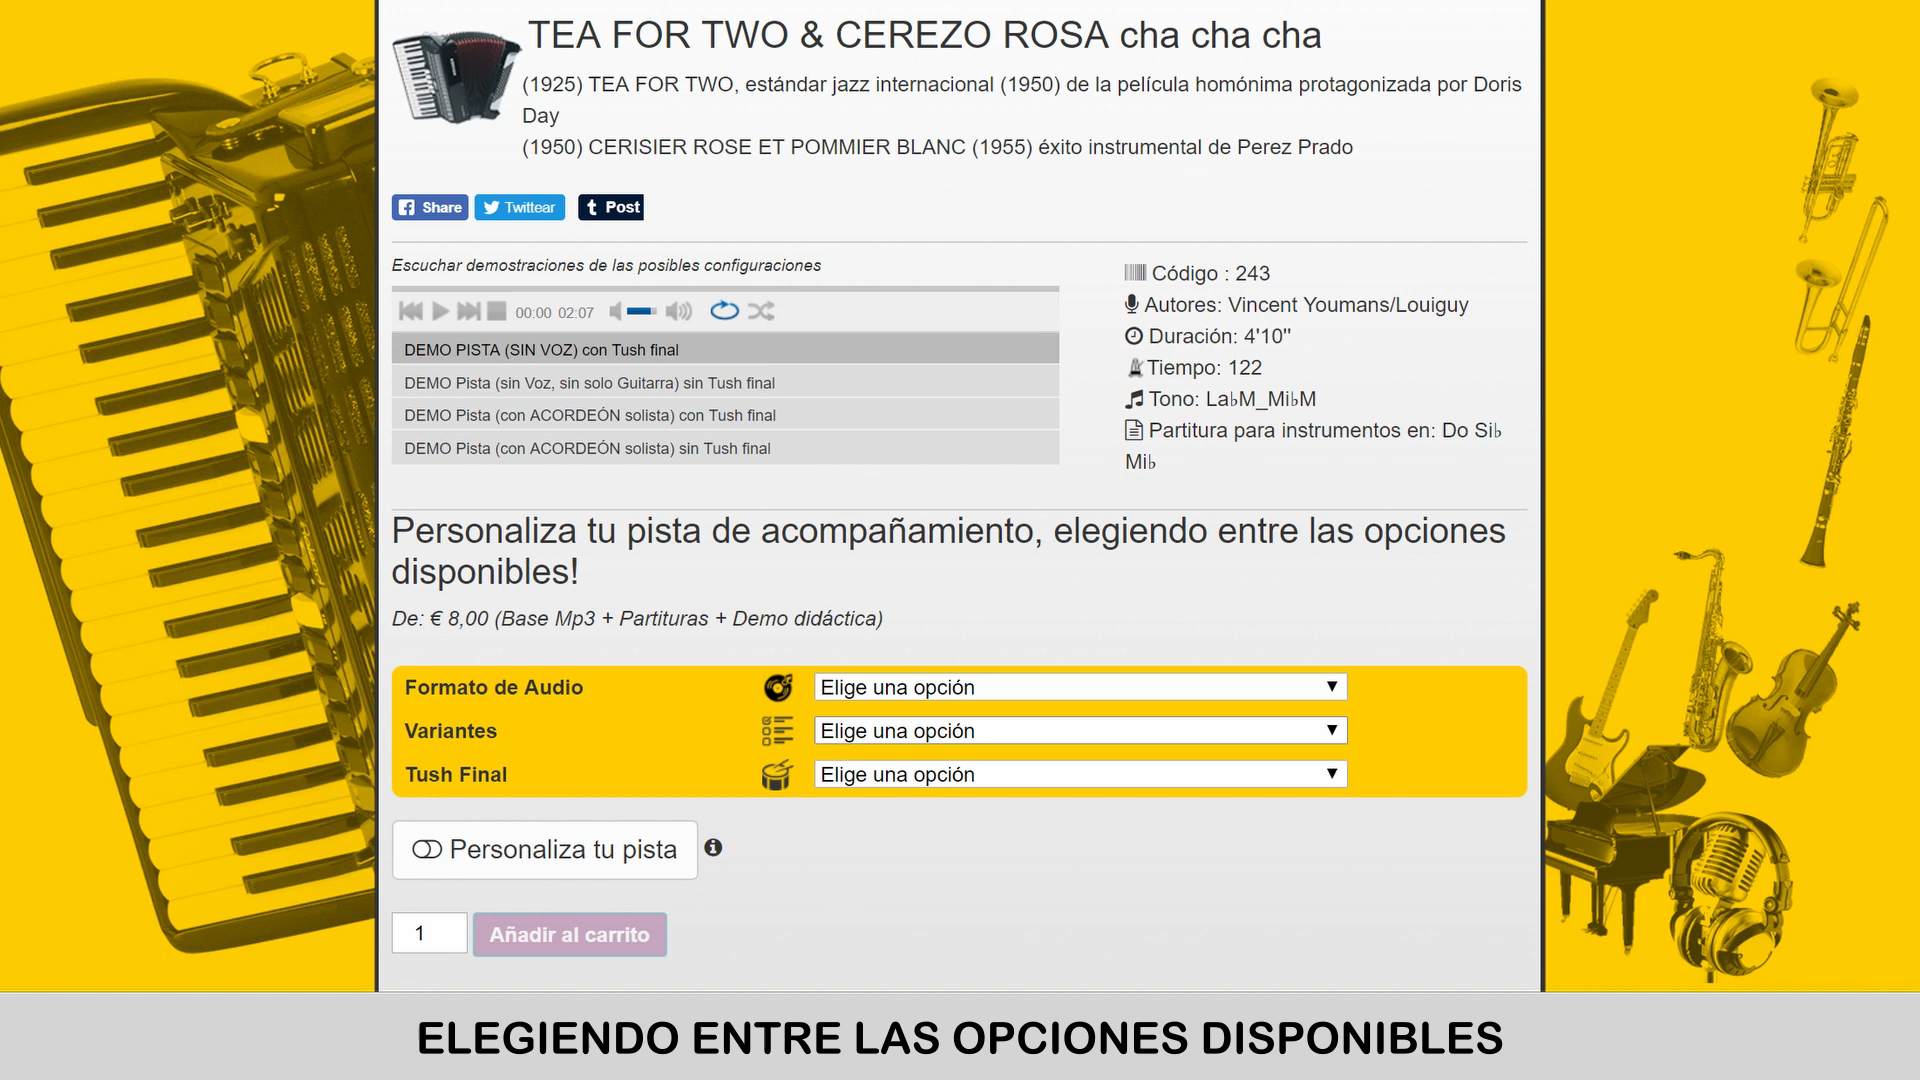 TEA FOR TWO & CEREZO ROSA cha cha cha
(1925) TEA FOR TWO, estándar jazz internacional (1950) de la película homónima protagonizada por Doris
Day
(1950) CERISIER ROSE ET POMMIER BLANC (1955) éxito instrumental de Perez Prado
Share Twittear Post
Escuchar demostraciones de las posibles configuraciones
00:00 02:07
DEMO PISTA (SIN VOZ) con Tush final
DEMO Pista (sin Voz, sin solo Guitarra) sin Tush final
DEMO Pista (con ACORDEÓN solista) con Tush final
DEMO Pista (con ACORDEÓN solista) sin Tush final
Código : 243
Autores: Vincent Youmans/Louiguy
Duración: 4'10"
Tiempo: 122
Tono: La♭M_Mi♭M
Partitura para instrumentos en: Do Si♭
Mi♭
Personaliza tu pista de acompañamiento, elegiendo entre las opciones
disponibles!
De: € 8,00 (Base Mp3 + Partituras + Demo didáctica)
Formato de Audio Elige una opción
Variantes Elige una opción
Tush Final Elige una opción
Personaliza tu pista
1 Añadir al carrito
ELEGIENDO ENTRE LAS OPCIONES DISPONIBLES